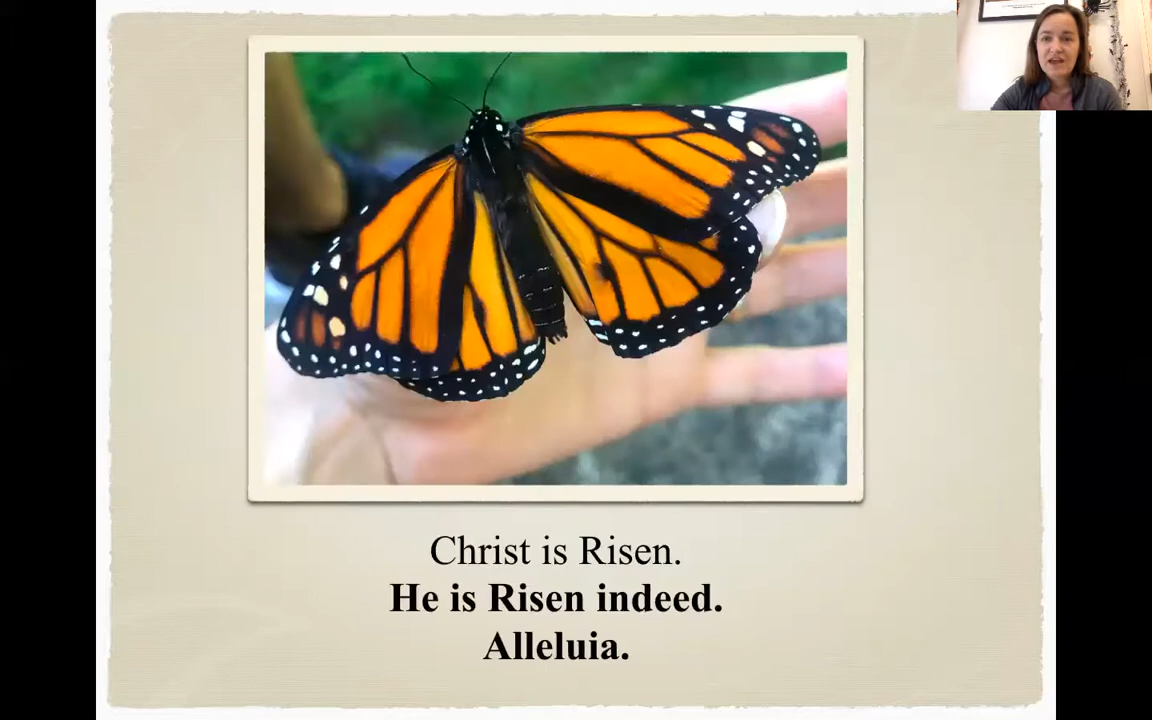 Christ is Risen.
He is Risen indeed.
Alleluia.